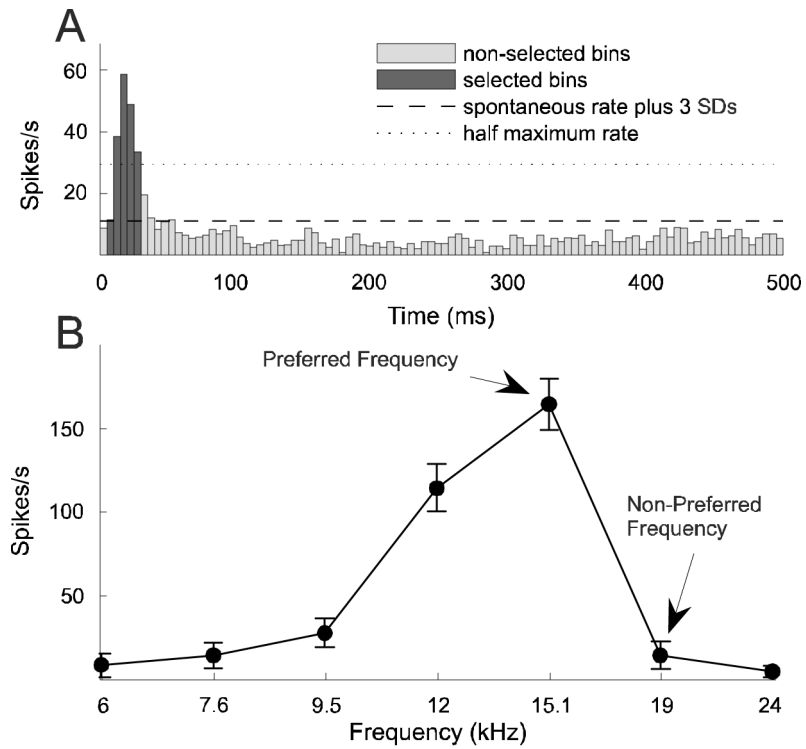 A
non-selected bins
selected bins
spontaneous rate plus 3 SDs
half maximum rate
60
40
20
Spikes/s
0 100 200 300 400 500
Time (ms)
B
Preferred Frequency
Non-Preferred
Frequency
150
100
50
Spikes/s
6 7.6 9.5 12 15.1 19 24
Frequency (kHz)